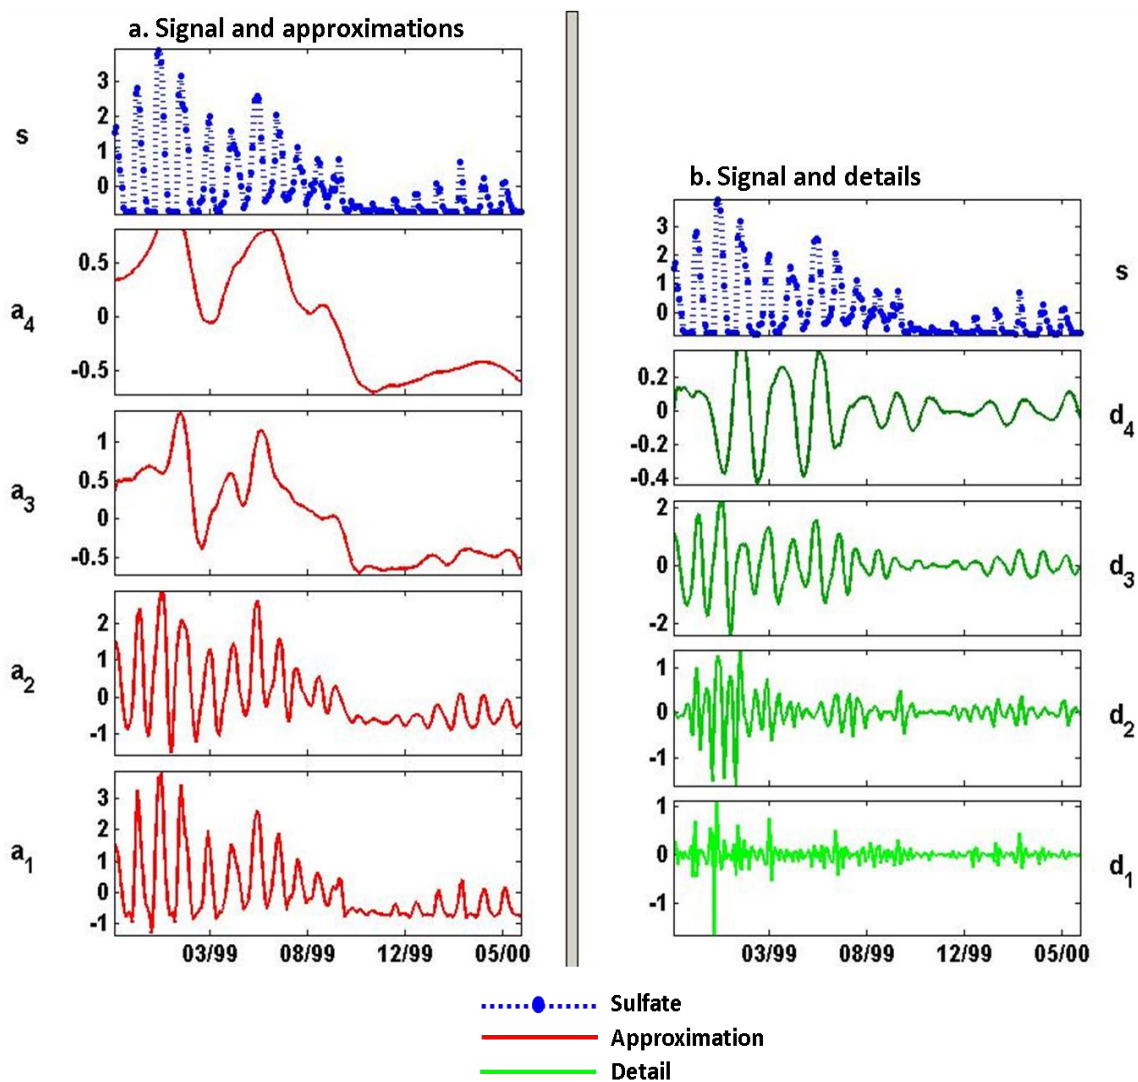 a. Signal and approximations
s
3
2
1
0
a4
0.5
0
-0.5
a3
1
0.5
0
-0.5
a2
2
1
0
-1
a1
3
2
1
0
-1
03/99 08/99 12/99 05/00
b. Signal and details
s
3
2
1
0
d4
0.2
0
-0.2
-0.4
d3
2
0
-2
d2
1
0
-1
d1
1
0
-1
03/99 08/99 12/99 05/00
Sulfate
Approximation
Detail